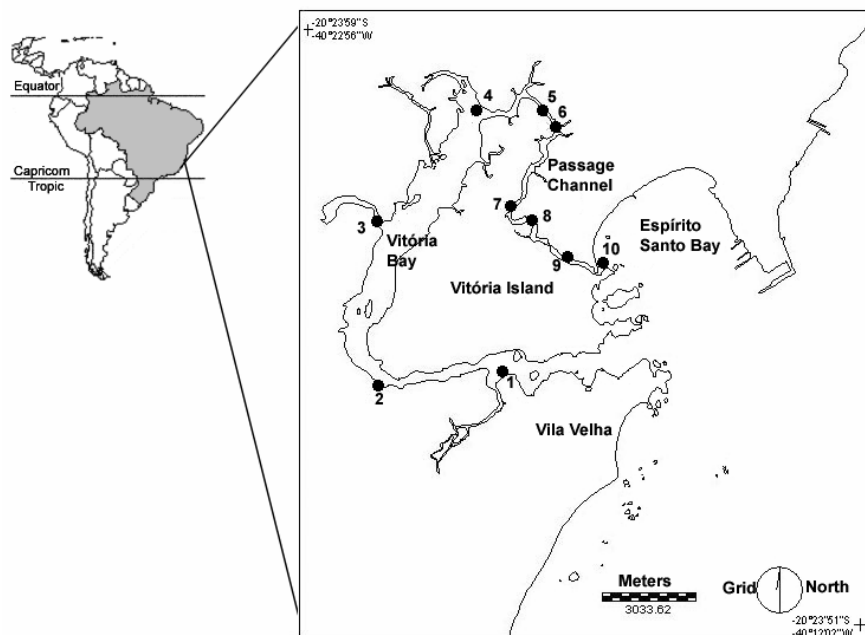 -20°23'59"S
-40°22'56"W
Equator
Capricorn
Tropic
4
5
6
Passage
Channel
7
8
3
Vitória
Bay
Espírito
Santo Bay
9
10
Vitória Island
1
2
Vila Velha
Meters
3033.62
Grid
North
-20°23'51"S
-40°12'02"W